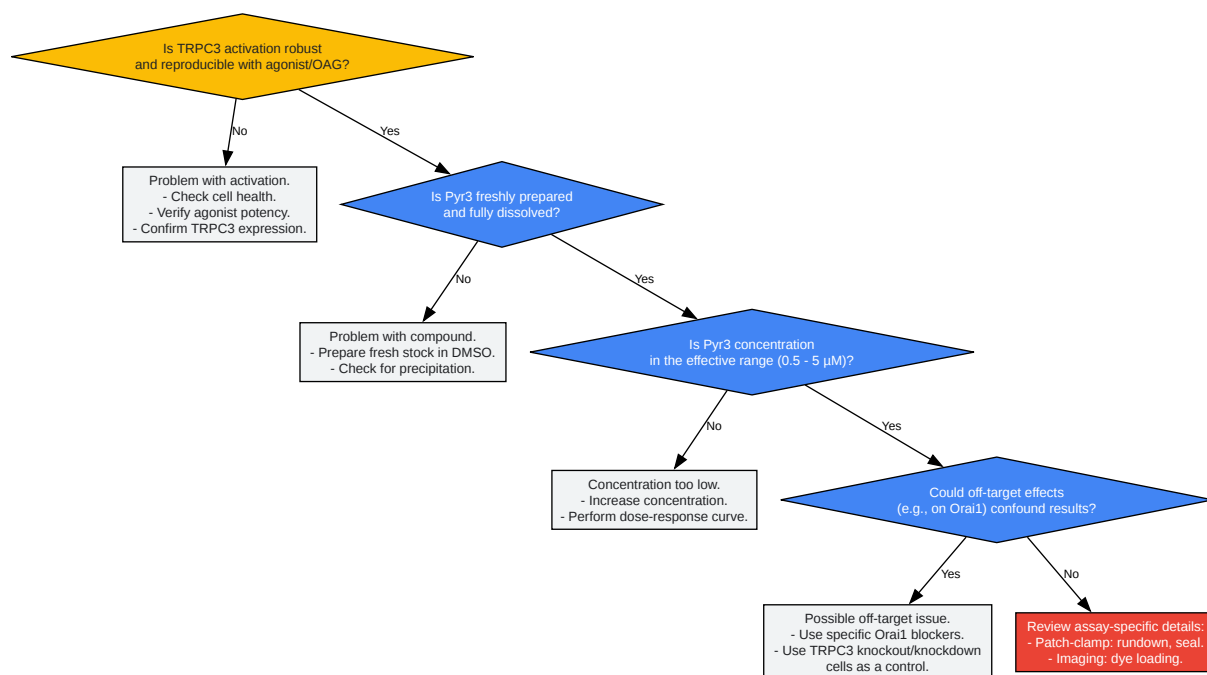 Is TRPC3 activation robust
and reproducible with agonist/OAG?
No
Yes
Problem with activation.
- Check cell health.
- Verify agonist potency.
- Confirm TRPC3 expression.
Is Pyr3 freshly prepared
and fully dissolved?
No
Yes
Problem with compound.
- Prepare fresh stock in DMSO.
- Check for precipitation.
Is Pyr3 concentration
in the effective range (0.5 - 5 µM)?
No
Yes
Concentration too low.
- Increase concentration.
- Perform dose-response curve.
Could off-target effects
(e.g., on Orai1) confound results?
Yes
No
Possible off-target issue.
- Use specific Orai1 blockers.
- Use TRPC3 knockout/knockdown
cells as a control.
Review assay-specific details:
- Patch-clamp: rundown, seal.
- Imaging: dye loading.